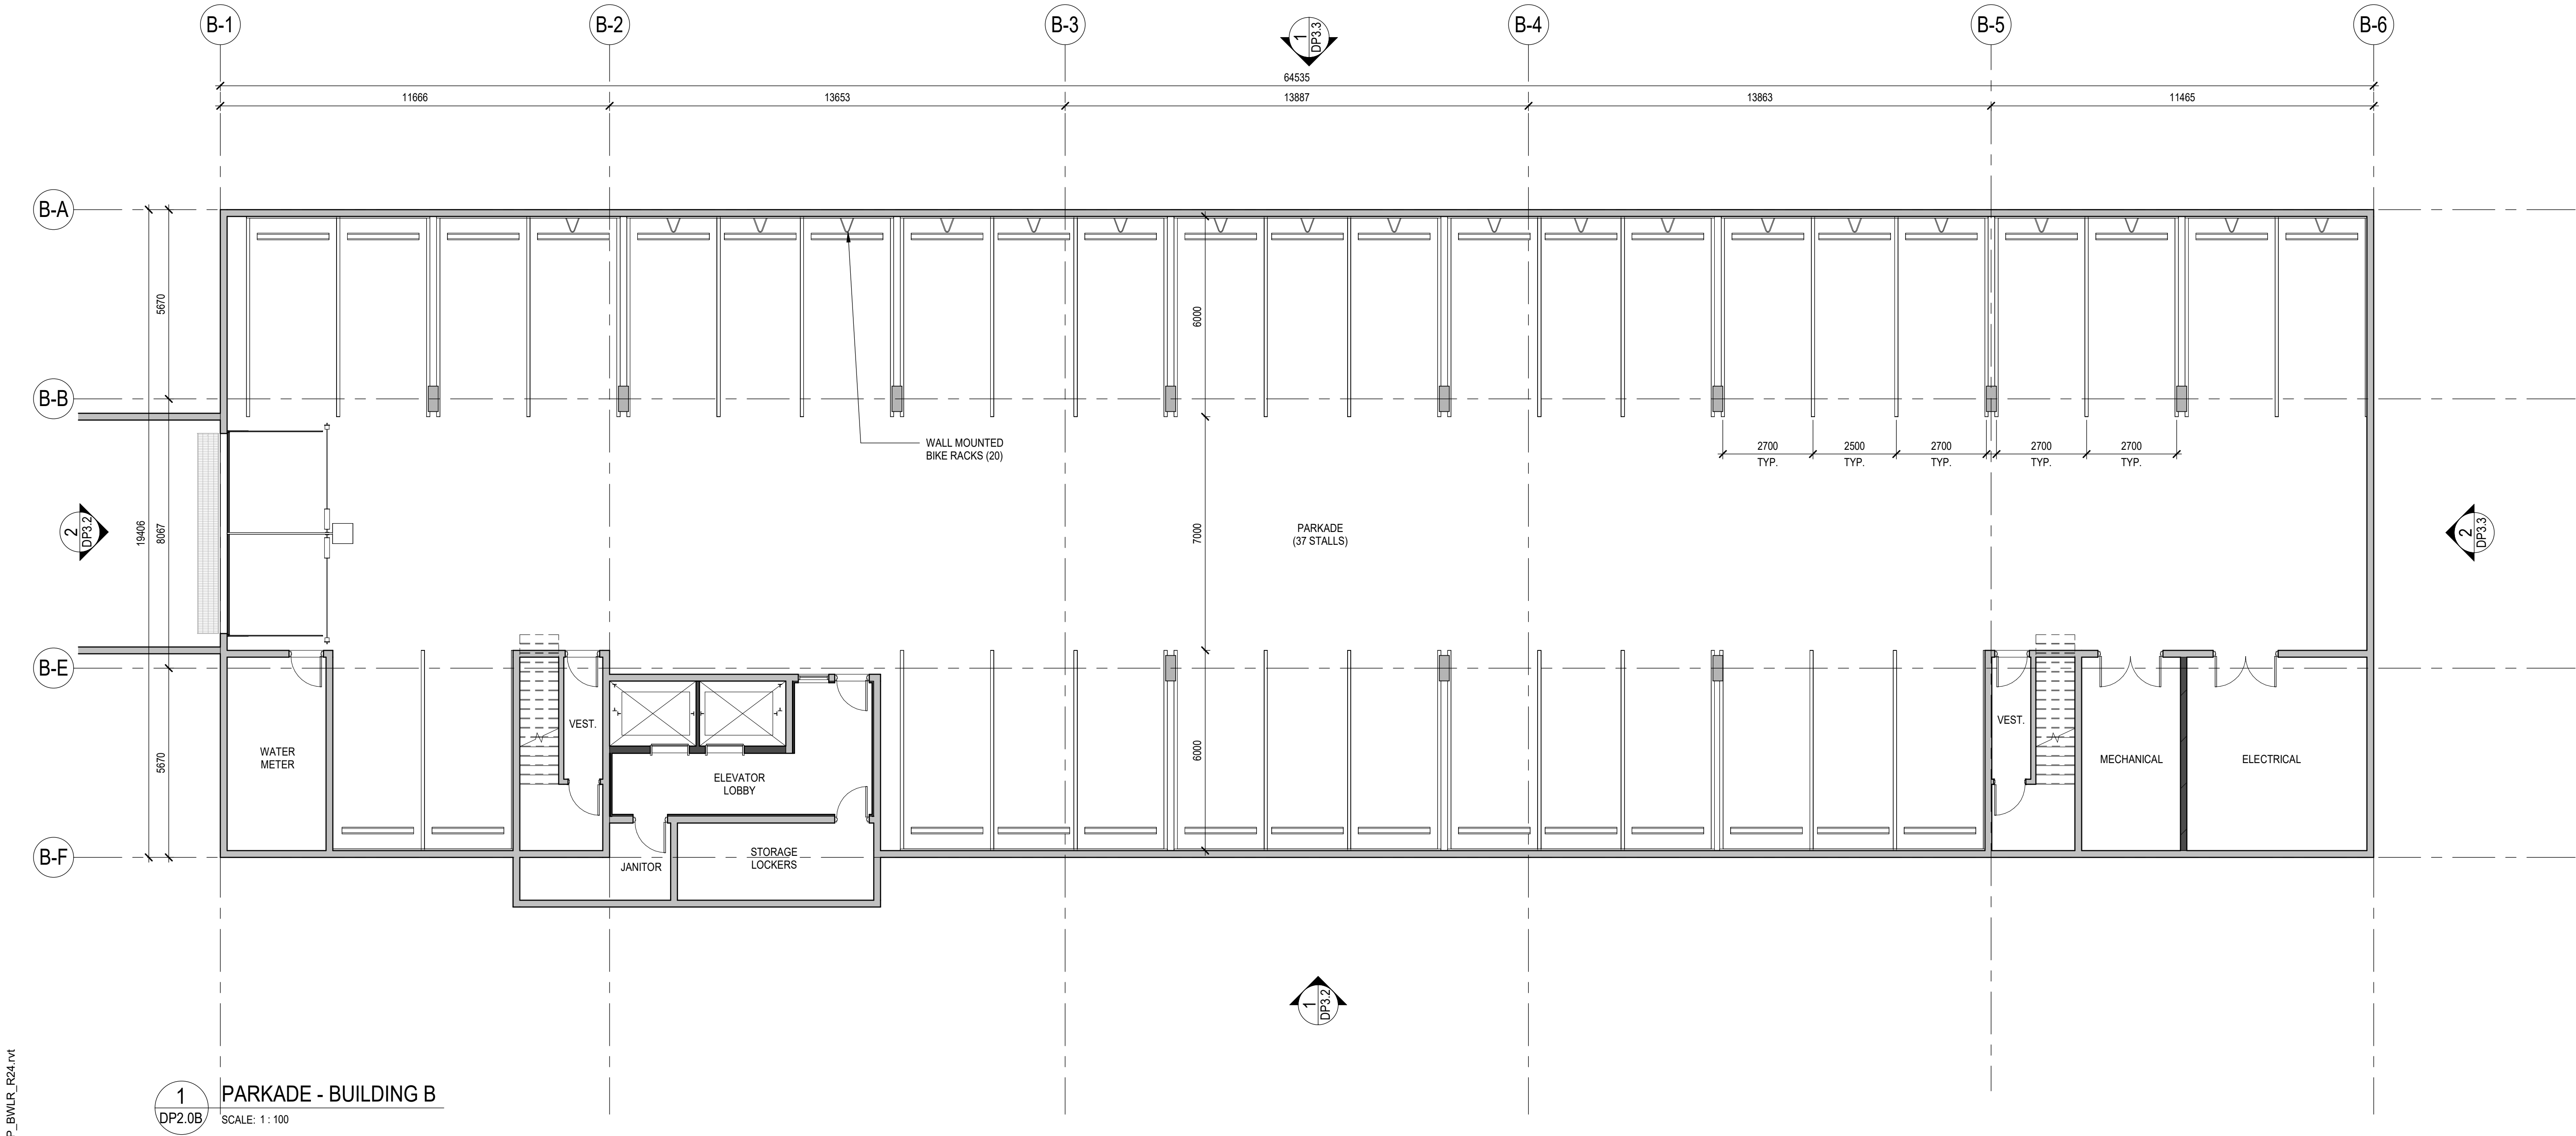 B-1
B-2
B-3
B-4
B-5
B-6
1
DP3.3
64535
11666
13653
13887
13863
11465
B-A
B-B
B-E
B-F
5670
19406
8067
5670
2
DP3.2
6000
7000
6000
WALL MOUNTED
BIKE RACKS (20)
2700
TYP.
2500
TYP.
2700
TYP.
2700
TYP.
2700
TYP.
PARKADE
(37 STALLS)
2
DP3.3
WATER
METER
VEST.
ELEVATOR
LOBBY
JANITOR
STORAGE
LOCKERS
VEST.
MECHANICAL
ELECTRICAL
1
DP3.2
P_BWLR_R24.rvt
1
DP2.0B
PARKADE - BUILDING B
SCALE: 1 : 100